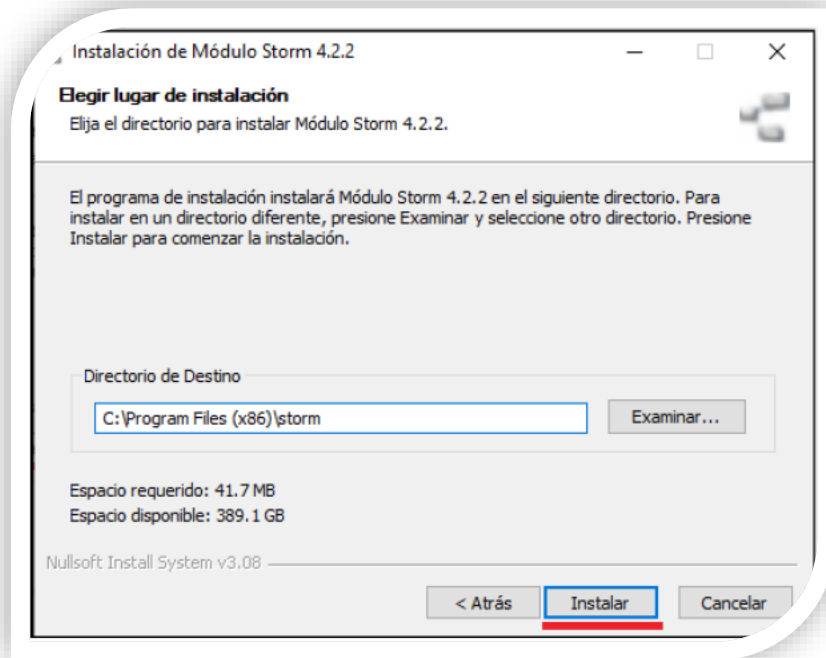 Instalación de Módulo Storm 4.2.2
Elegir lugar de instalación
Elija el directorio para instalar Módulo Storm 4.2.2.
El programa de instalación instalará Módulo Storm 4.2.2 en el siguiente directorio. Para
instalar en un directorio diferente, presione Examinar y seleccione otro directorio. Presione
Instalar para comenzar la instalación.
Directorio de Destino
C:\Program Files (x86)\storm
Examinar...
Espacio requerido: 41.7 MB
Espacio disponible: 389.1 GB
Nullsoft Install System v3.08
< Atrás Instalar Cancelar